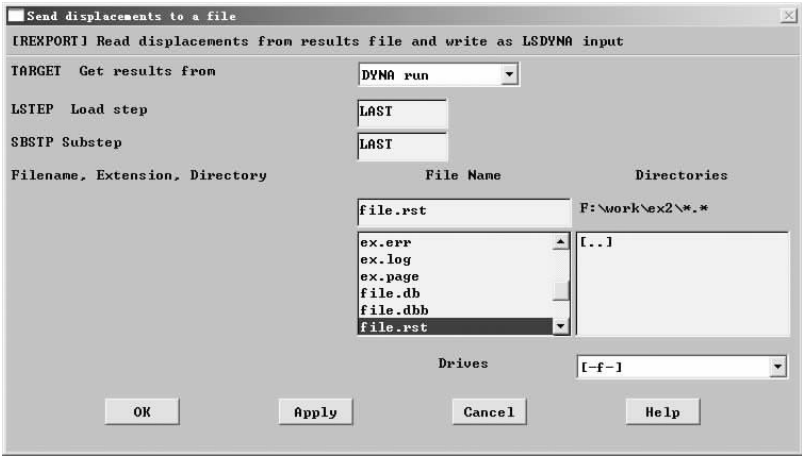 Send displacements to a file
[REXPORT] Read displacements from results file and write as LSDYNA input
TARGET Get results from
DYNA run
LSTEP Load step
LAST
SBSTP Substep
LAST
Filename, Extension, Directory
File Name
Directories
file.rst
F:\work\ex2\*.*
ex.err
ex.log
ex.page
file.db
file.dbb
file.rst
[..]
Drives
[-f-]
OK
Apply
Cancel
Help